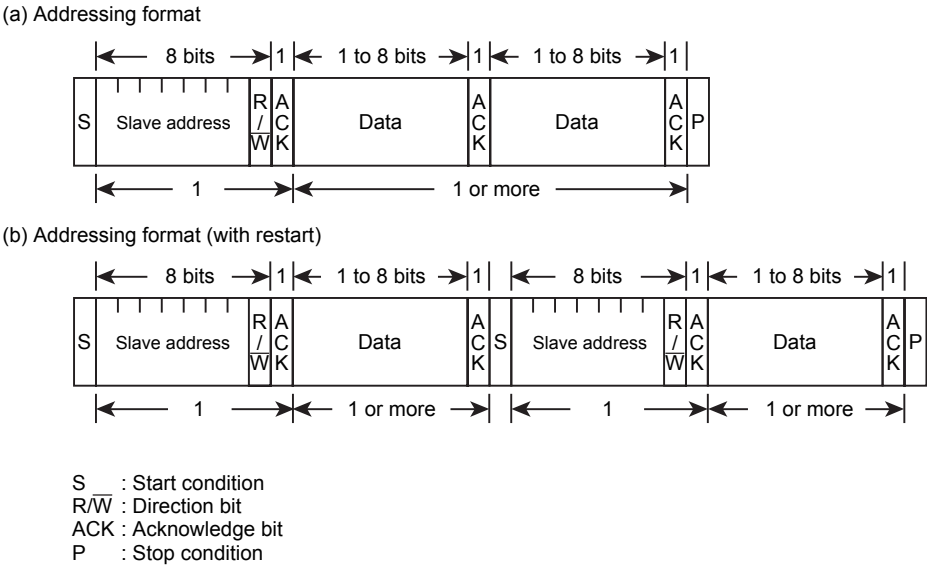 (a) Addressing format
8 bits 1 1 to 8 bits 1 1 to 8 bits 1
S Slave address R/W̅ ACK Data ACK Data ACK P
1 1 or more
(b) Addressing format (with restart)
8 bits 1 1 to 8 bits 1 8 bits 1 1 to 8 bits 1
S Slave address R/W̅ ACK Data ACK S Slave address R/W̅ ACK Data ACK P
1 1 or more 1 1 or more
S : Start condition
R/W̅ : Direction bit
ACK : Acknowledge bit
P : Stop condition